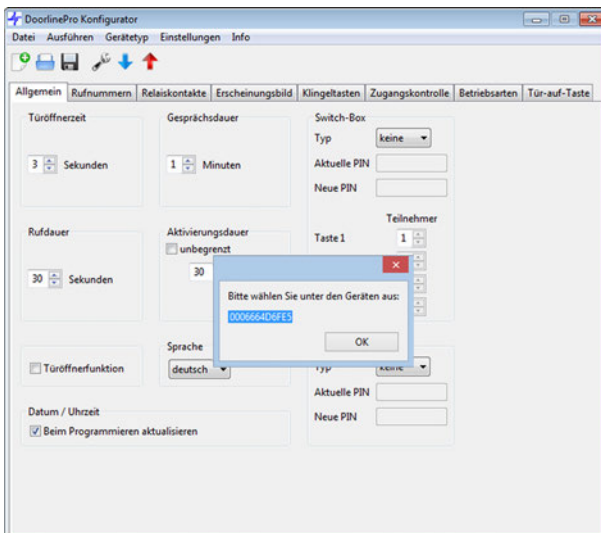 DoorlinePro Konfigurator
Datei Ausführen Gerätetyp Einstellungen Info
Allgemein Rufnummern Relaiskontakte Erscheinungsbild Klingeltasten Zugangskontrolle Betriebsarten Tür-auf-Taste
Türöffnerzeit
3 Sekunden
Gesprächsdauer
1 Minuten
Switch-Box
Typ keine
Aktuelle PIN
Neue PIN
Rufdauer
30 Sekunden
Aktivierungsdauer
unbegrenzt
30
Teilnehmer
Taste 1 1
Bitte wählen Sie unter den Geräten aus:
0006664D6FE5
OK
Türöffnerfunktion
Sprache
deutsch
Typ keine
Aktuelle PIN
Neue PIN
Datum / Uhrzeit
Beim Programmieren aktualisieren